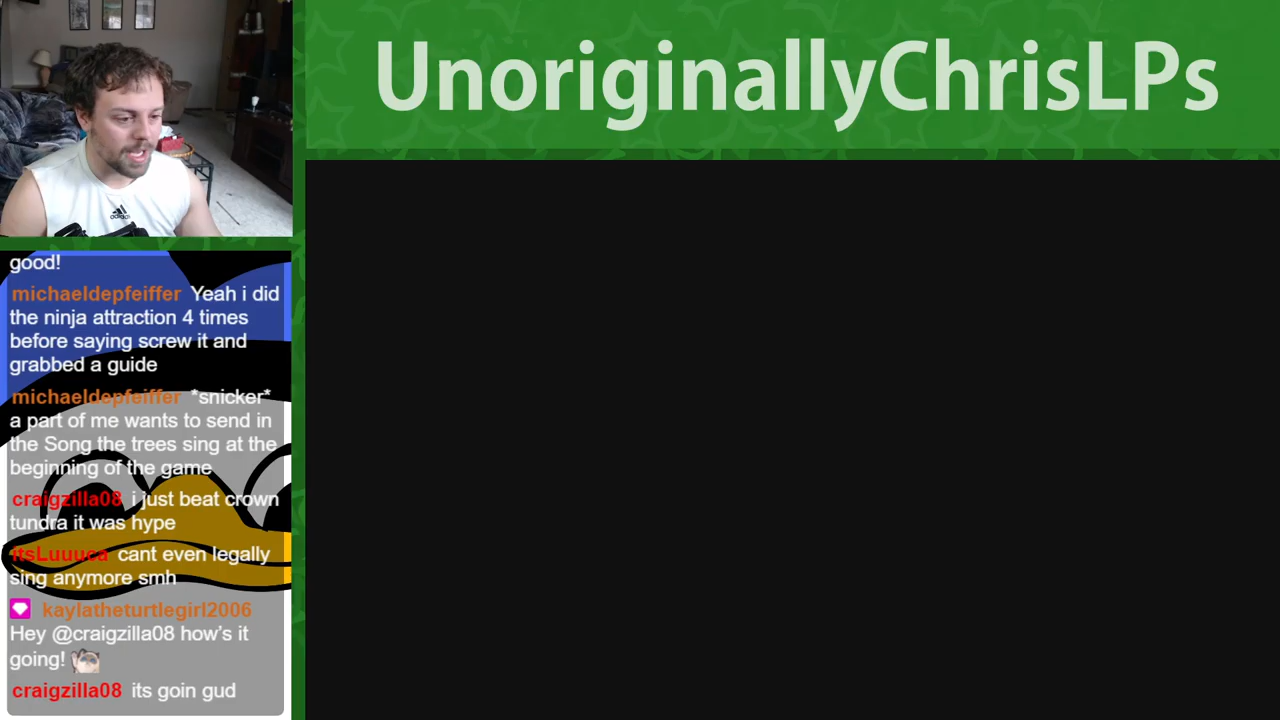 UnoriginallyChrisLPs
adidas
good!
michaeldepfeiffer Yeah i did
the ninja attraction 4 times
before saying screw it and
grabbed a guide
michaeldepfeiffer *snicker*
a part of me wants to send in
the Song the trees sing at the
beginning of the game
craigzilla08 i just beat crown
tundra it was hype
itsLuuuca cant even legally
sing anymore smh
kaylatheturtlegirl2006
Hey @craigzilla08 how's it
going!
craigzilla08 its goin gud